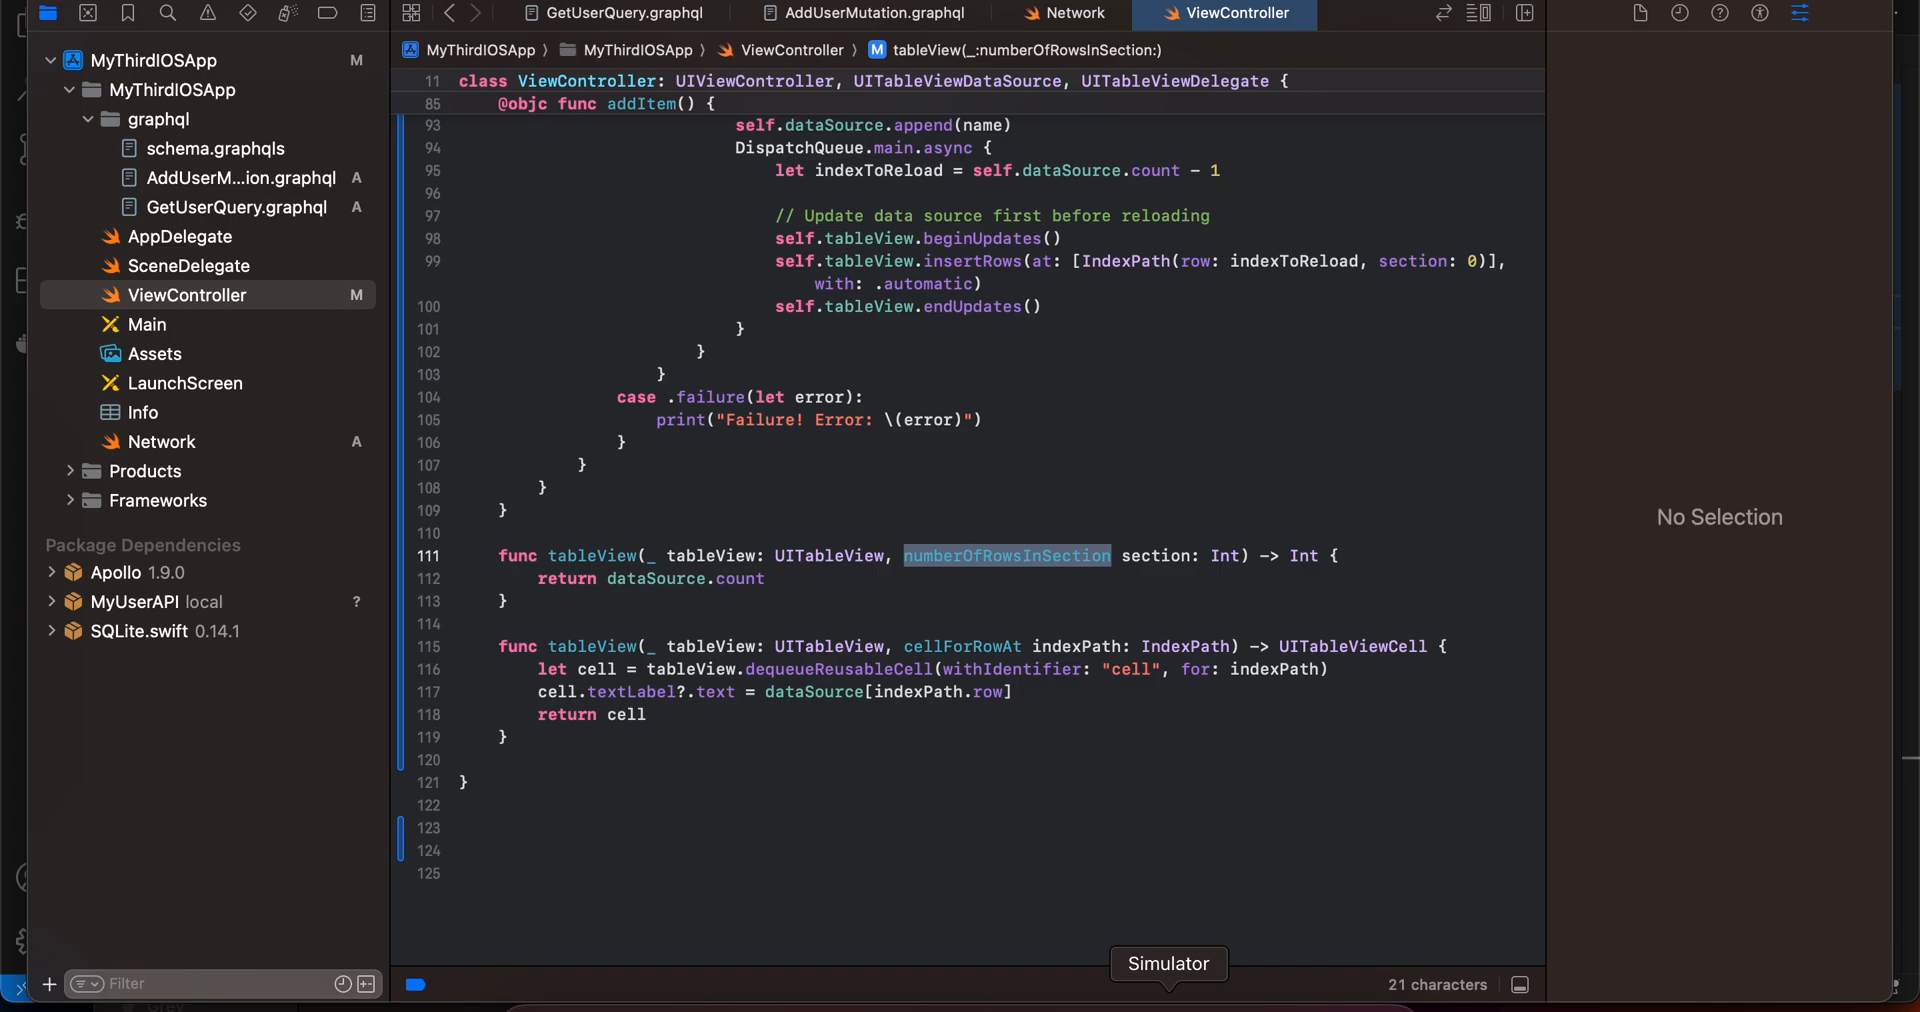 GetUserQuery.graphql
AddUserMutation.graphql
Network
ViewController
MyThirdIOSApp
M
MyThirdIOSApp
graphql
schema.graphqls
AddUserM...ion.graphql A
GetUserQuery.graphql A
AppDelegate
SceneDelegate
ViewController M
Main
Assets
LaunchScreen
Info
Network A
Products
Frameworks
Package Dependencies
Apollo 1.9.0
MyUserAPI local ?
SQLite.swift 0.14.1
Filter
MyThirdIOSApp 〉 MyThirdIOSApp 〉 ViewController 〉 M tableView(_:numberOfRowsInSection:)
11 class ViewController: UIViewController, UITableViewDataSource, UITableViewDelegate {
85 @objc func addItem() {
93 self.dataSource.append(name)
94 DispatchQueue.main.async {
95 let indexToReload = self.dataSource.count - 1
96
97 // Update data source first before reloading
98 self.tableView.beginUpdates()
99 self.tableView.insertRows(at: [IndexPath(row: indexToReload, section: 0)],
with: .automatic)
100 self.tableView.endUpdates()
101 }
102 }
103 }
104 case .failure(let error):
105 print("Failure! Error: \(error)")
106 }
107 }
108 }
109 }
110
111 func tableView(_ tableView: UITableView, numberOfRowsInSection section: Int) -> Int {
112 return dataSource.count
113 }
114
115 func tableView(_ tableView: UITableView, cellForRowAt indexPath: IndexPath) -> UITableViewCell {
116 let cell = tableView.dequeueReusableCell(withIdentifier: "cell", for: indexPath)
117 cell.textLabel?.text = dataSource[indexPath.row]
118 return cell
119 }
120
121 }
122
123
124
125
Simulator
21 characters
No Selection
Grey